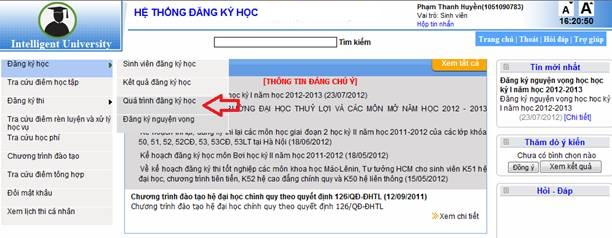 HỆ THỐNG ĐĂNG KÝ HỌC
Phạm Thanh Huyền(1051090783)
Vai trò: Sinh viên
Hộp tin nhắn
A A
16:20:50
Intelligent University
Tìm kiếm
Trang chủ | Thoát | Hỏi đáp | Trợ giúp
Đăng ký học
Tra cứu điểm học tập
Đăng ký thi
Tra cứu điểm rèn luyện và xử lý học vụ
Tra cứu học phí
Chương trình đào tạo
Tra cứu điểm tổng hợp
Đổi mật khẩu
Xem lịch thi cá nhân
Sinh viên đăng ký học
Kết quả đăng ký học
Quá trình đăng ký học
Đăng ký nguyện vọng
Xem tất cả
[THÔNG TIN ĐÁNG CHÚ Ý]
học kỳ I năm học 2012-2013 (23/07/2012)
ĐẠI HỌC THUỶ LỢI VÀ CÁC MÔN MỞ NĂM HỌC 2012 - 2013
thi lại các môn học giai đoạn 2 học kỳ II năm học 2011-2012 của các lớp khóa
50, 51, 52, 52CĐ, 53, 53CĐ, 53LT tại Hà Nội (18/06/2012)
Kế hoạch đăng ký học môn Bơi học kỳ II năm học 2011-2012 (18/05/2012)
Kế hoạch đăng ký thi tốt nghiệp các môn khoa học Mác-Lênin, Tư tưởng HCM cho sinh viên K51 hệ
đại học, chương trình tiên tiến, K52 hệ cao đẳng chính quy và K50 hệ liên thông (15/05/2012)
Chương trình đào tạo hệ đại học chính quy theo quyết định 126/QĐ-ĐHTL (12/09/2011)
Chương trình đào tạo hệ đại học chính quy theo quyết định 126/QĐ-ĐHTL
Xem chi tiết
Tin mới nhất
Đăng ký nguyện vọng học học kỳ I năm học 2012-2013
Đăng ký nguyện vọng học học kỳ I năm học 2012-2013
(23/07/2012) [Chi tiết]
Thăm dò ý kiến
Chưa có bình chọn nào
Đồng ý
Xem kết quả
Hỏi - Đáp